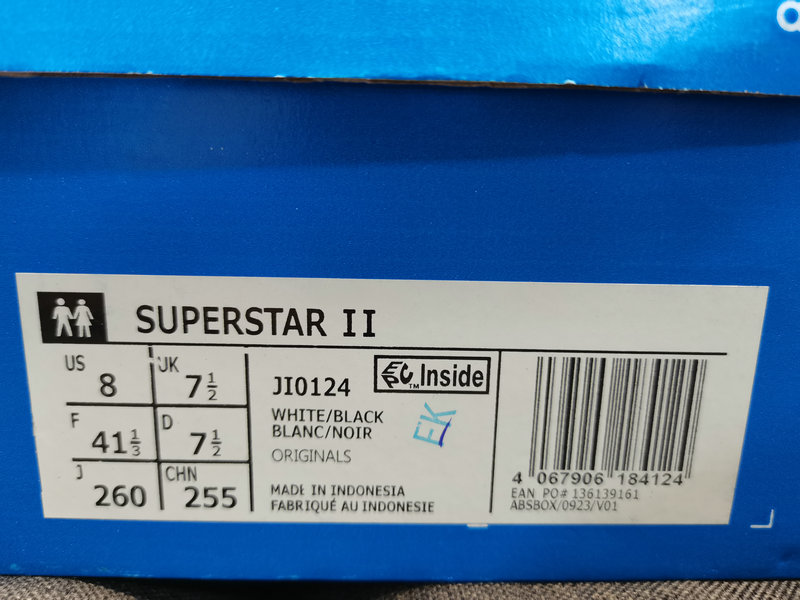 SUPERSTAR II
US 8 UK 7 1/2
F 41 1/3 D 7 1/2
J 260 CHN 255
JI0124
Inside
WHITE/BLACK
BLANC/NOIR
EK
ORIGINALS
MADE IN INDONESIA
FABRIQUÉ AU INDONESIE
4 067906 184124
EAN PO# 136139161
ABSBOX/0923/V01